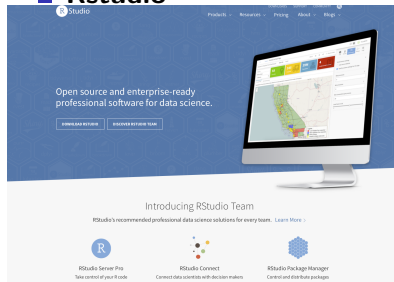 Rstudio
R Studio
Products Resources Pricing About Blogs
Open source and enterprise-ready
professional software for data science.
DOWNLOAD RSTUDIO DISCOVER RSTUDIO TEAM
Introducing RStudio Team
RStudio's recommended professional data science solutions for every team. Learn More >
R
RStudio Server Pro RStudio Connect RStudio Package Manager
Take control of your R code Connect data scientists with decision makers Control and distribute packages